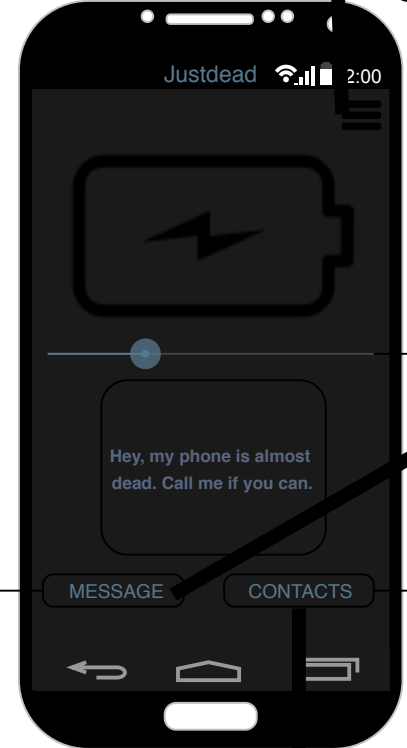 Justdead
2:00
Hey, my phone is almost
dead. Call me if you can.
MESSAGE
CONTACTS